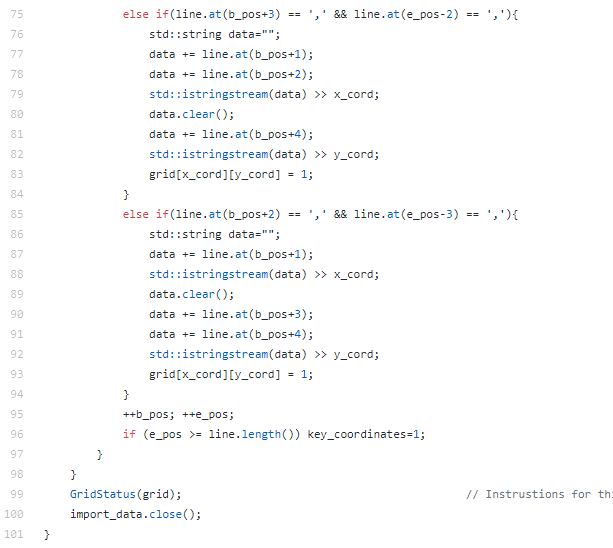 75 else if(line.at(b_pos+3) == ',' && line.at(e_pos-2) == ','){
76 std::string data="";
77 data += line.at(b_pos+1);
78 data += line.at(b_pos+2);
79 std::istringstream(data) >> x_cord;
80 data.clear();
81 data += line.at(b_pos+4);
82 std::istringstream(data) >> y_cord;
83 grid[x_cord][y_cord] = 1;
84 }
85 else if(line.at(b_pos+2) == ',' && line.at(e_pos-3) == ','){
86 std::string data="";
87 data += line.at(b_pos+1);
88 std::istringstream(data) >> x_cord;
89 data.clear();
90 data += line.at(b_pos+3);
91 data += line.at(b_pos+4);
92 std::istringstream(data) >> y_cord;
93 grid[x_cord][y_cord] = 1;
94 }
95 ++b_pos; ++e_pos;
96 if (e_pos >= line.length()) key_coordinates=1;
97 }
98 }
99 GridStatus(grid); // Instrustions for
100 import_data.close();
101 }